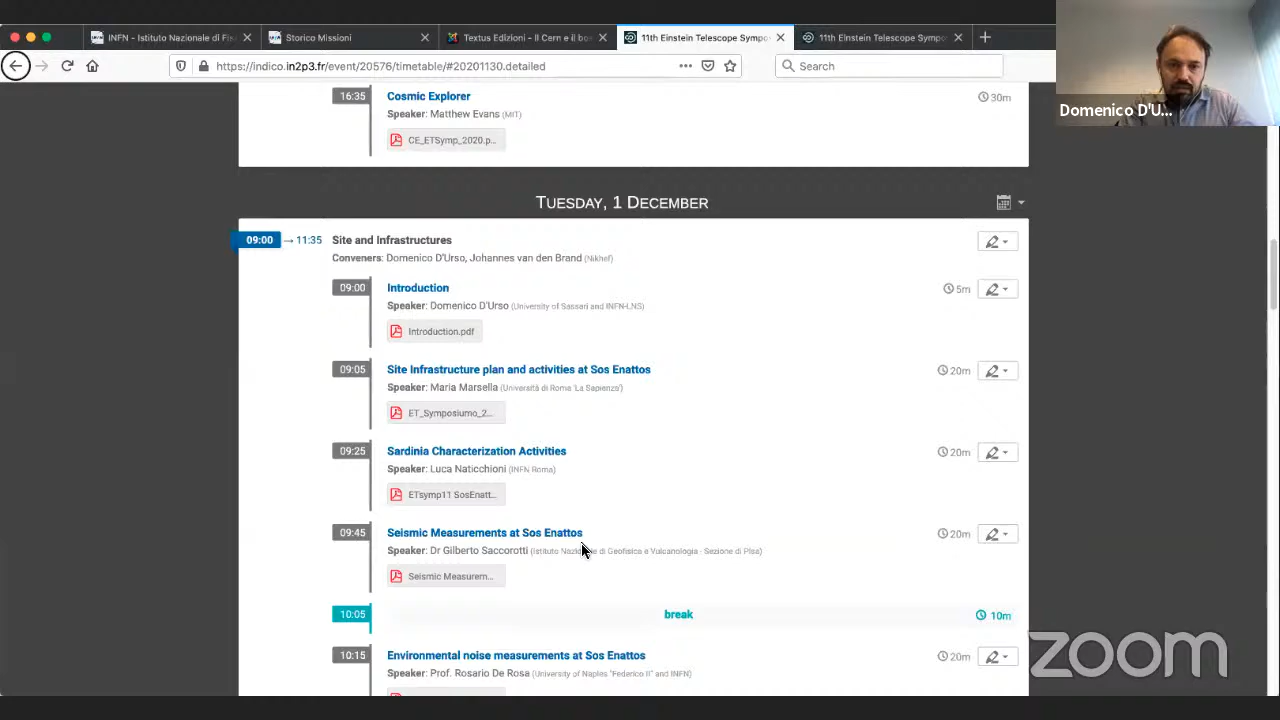 INFN - Istituto Nazionale di Fis
Storico Missioni
Textus Edizioni - Il Cern e il bos
11th Einstein Telescope Sympo
11th Einstein Telescope Sympo
https://indico.in2p3.fr/event/20576/timetable/#20201130.detailed
Search
Domenico D'U...
16:35 Cosmic Explorer 30m
Speaker: Matthew Evans (MIT)
CE_ETSymp_2020.p...
TUESDAY, 1 DECEMBER
09:00 → 11:35 Site and Infrastructures
Conveners: Domenico D'Urso, Johannes van den Brand (Nikhef)
09:00 Introduction 5m
Speaker: Domenico D'Urso (University of Sassari and INFN-LNS)
Introduction.pdf
09:05 Site Infrastructure plan and activities at Sos Enattos 20m
Speaker: Maria Marsella (Università di Roma 'La Sapienza')
ET_Symposiumo_2...
09:25 Sardinia Characterization Activities 20m
Speaker: Luca Naticchioni (INFN Roma)
ETsymp11 SosEnatt...
09:45 Seismic Measurements at Sos Enattos 20m
Speaker: Dr Gilberto Saccorotti (Istituto Nazionale di Geofisica e Vulcanologia - Sezione di Pisa)
Seismic Measurem...
10:05 break 10m
10:15 Environmental noise measurements at Sos Enattos 20m
Speaker: Prof. Rosario De Rosa (University of Naples "Federico II" and INFN)
zoom